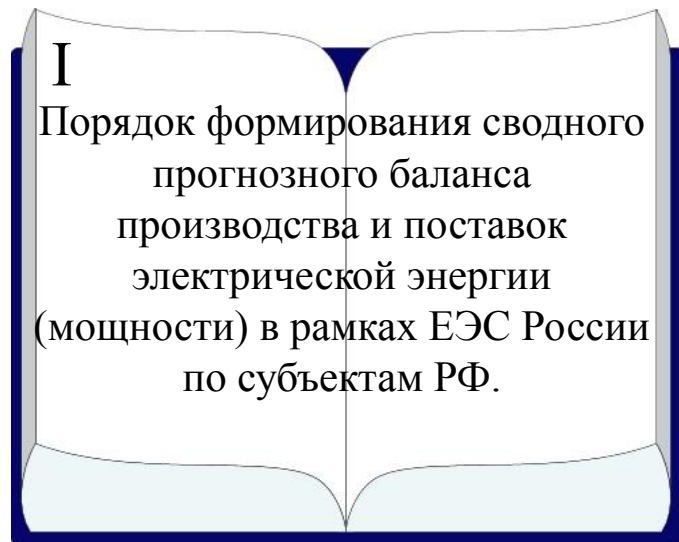 I
Порядок формирования сводного
прогнозного баланса
производства и поставок
электрической энергии
(мощности) в рамках ЕЭС России
по субъектам РФ.